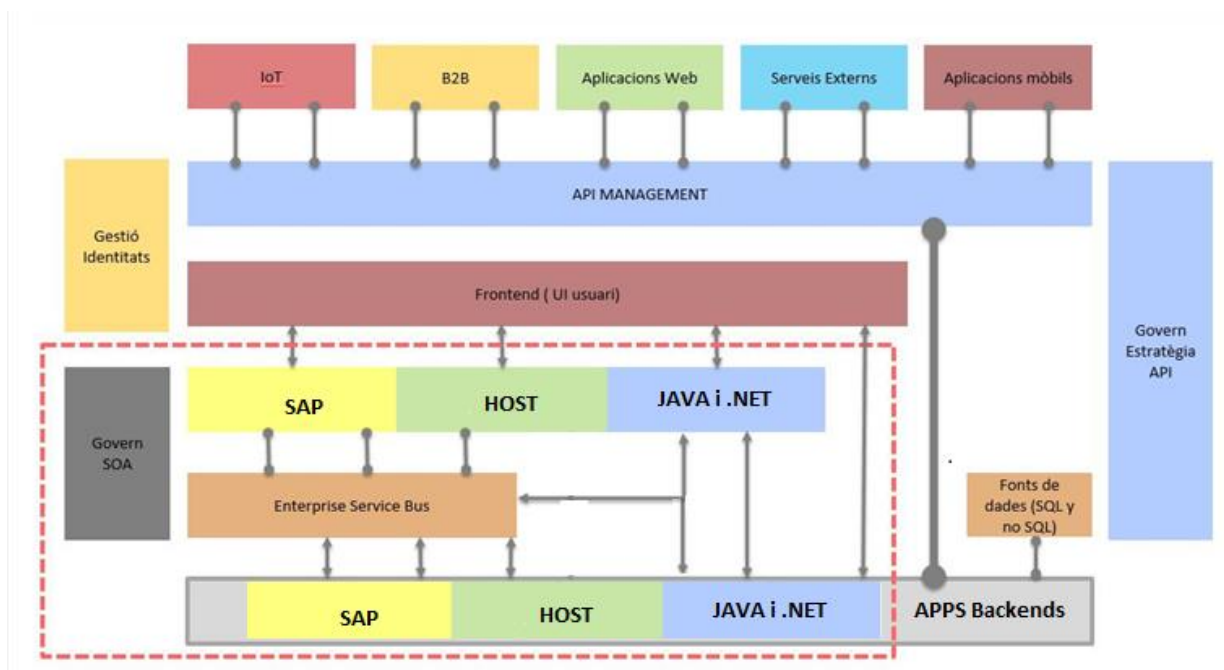 IoT
B2B
Aplicacions Web
Serveis Externs
Aplicacions mòbils
API MANAGEMENT
Gestió
Identitats
Frontend ( UI usuari)
Govern
Estratègia
API
SAP
HOST
JAVA i .NET
Govern
SOA
Enterprise Service Bus
Fonts de
dades (SQL y
no SQL)
SAP
HOST
JAVA i .NET
APPS Backends